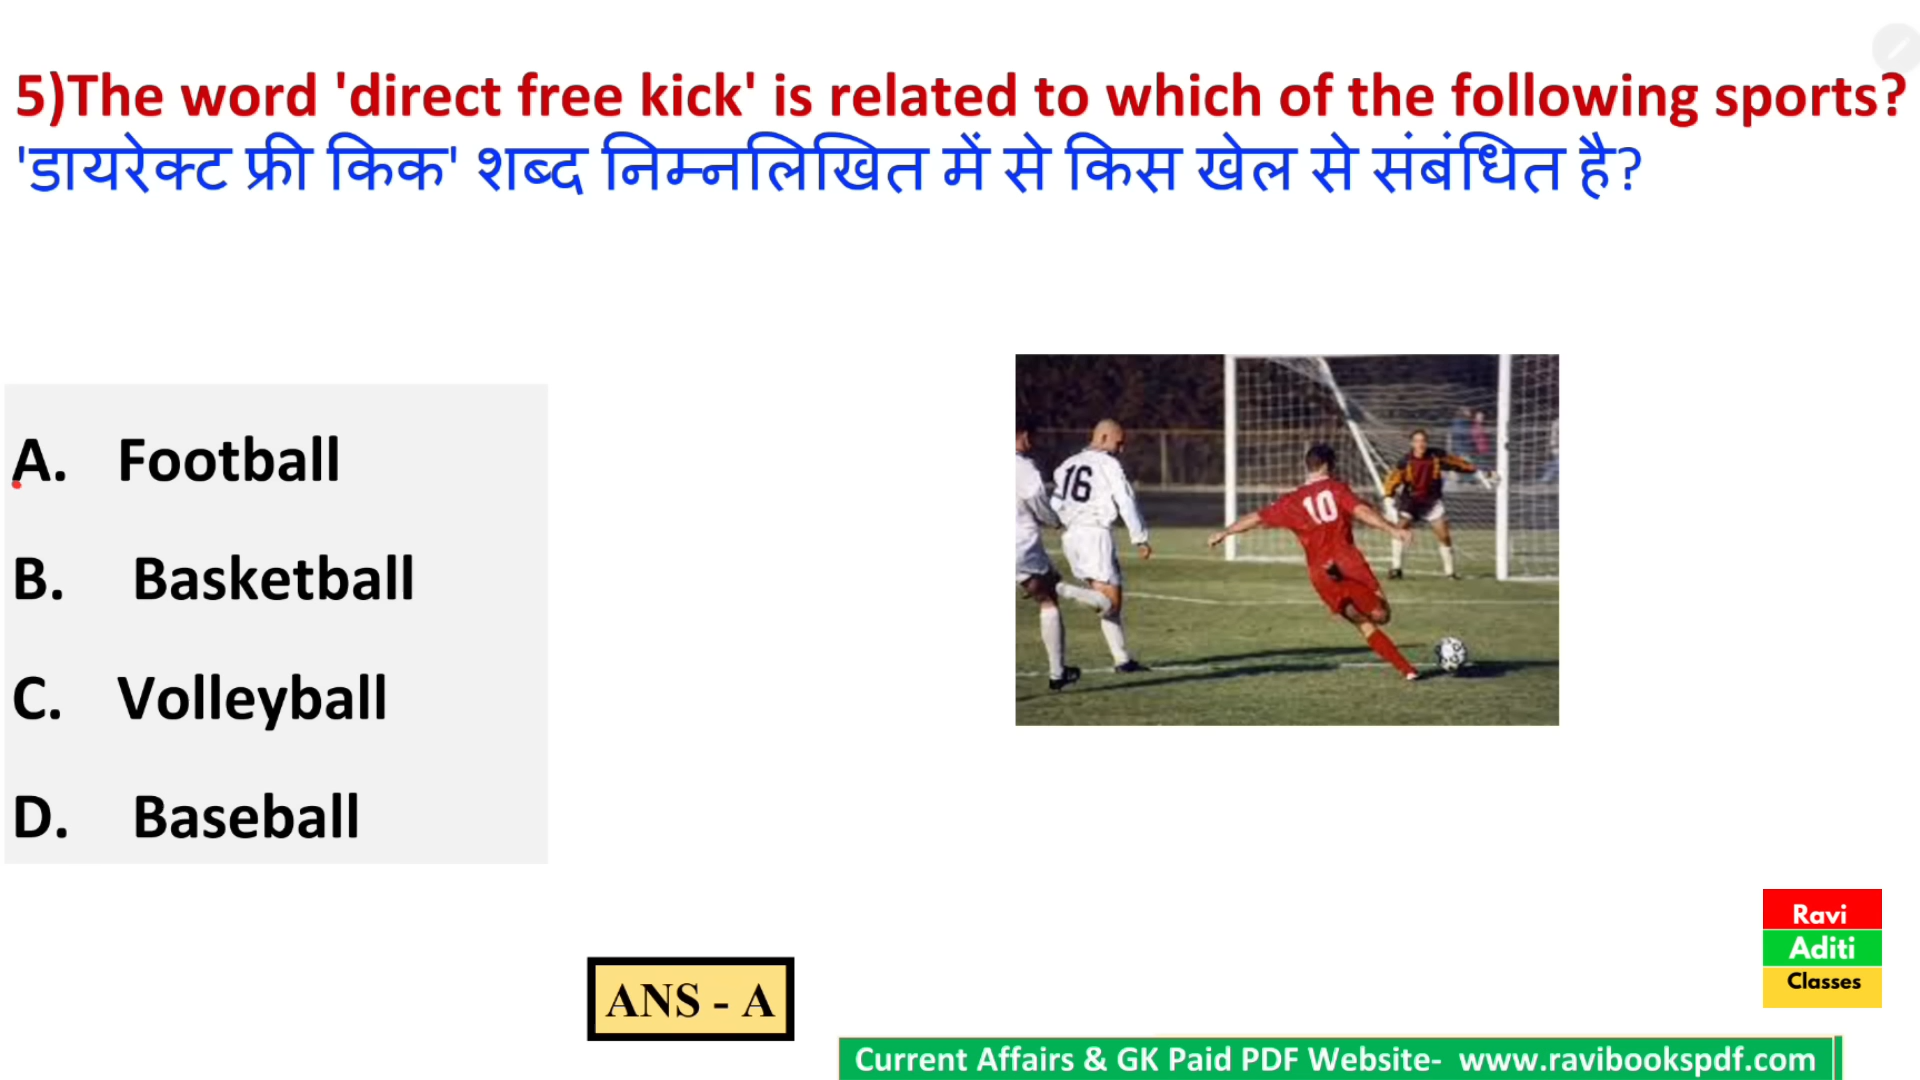 5)The word 'direct free kick' is related to which of the following sports?
'डायरेक्ट फ्री किक' शब्द निम्नलिखित में से किस खेल से संबंधित है?
A. Football
B. Basketball
C. Volleyball
D. Baseball
16
10
ANS - A
Ravi
Aditi
Classes
Current Affairs & GK Paid PDF Website- www.ravibookspdf.com